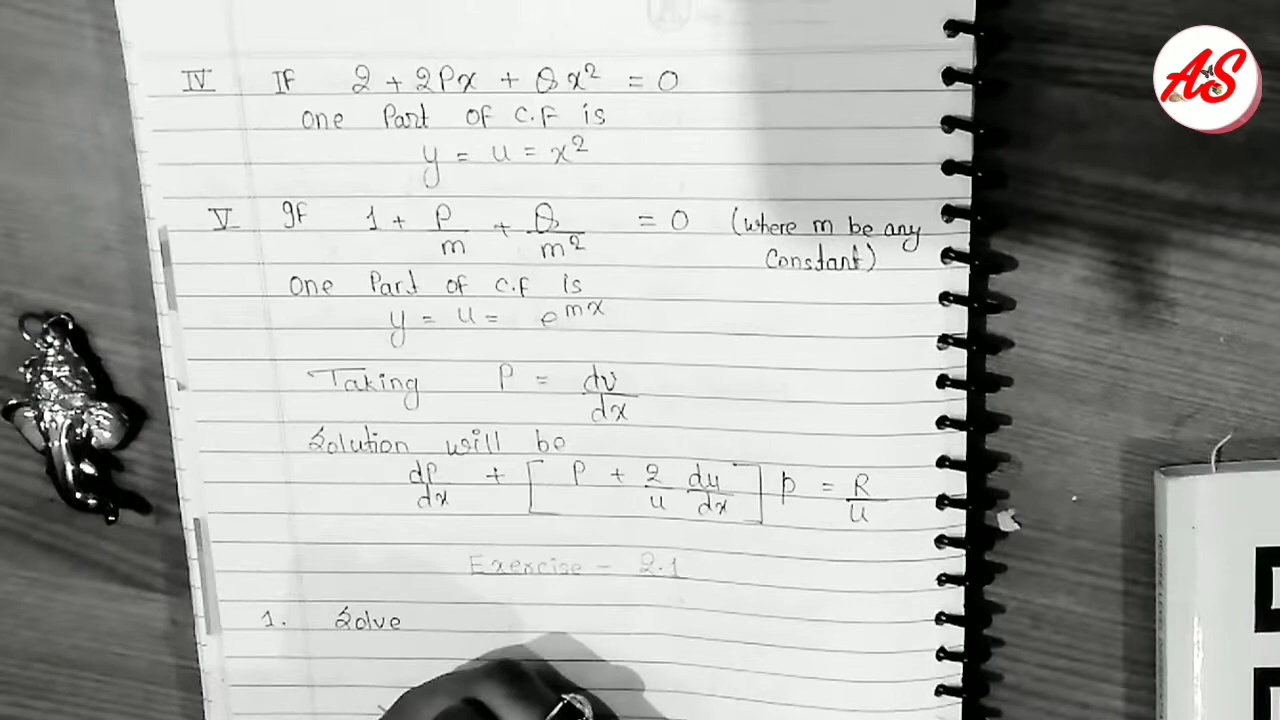 IV If 2 + 2Px + Qx² = 0
one Part of C.F is
y = u = x²
V If 1 + P/m + Q/m² = 0 (where m be any
Constant)
one Part of C.F is
y = u = e^mx
Taking P = dv/dx
Solution will be
dP/dx + [P + 2/u du/dx] p = R/u
Exercise - 2.1
1. Solve
AS